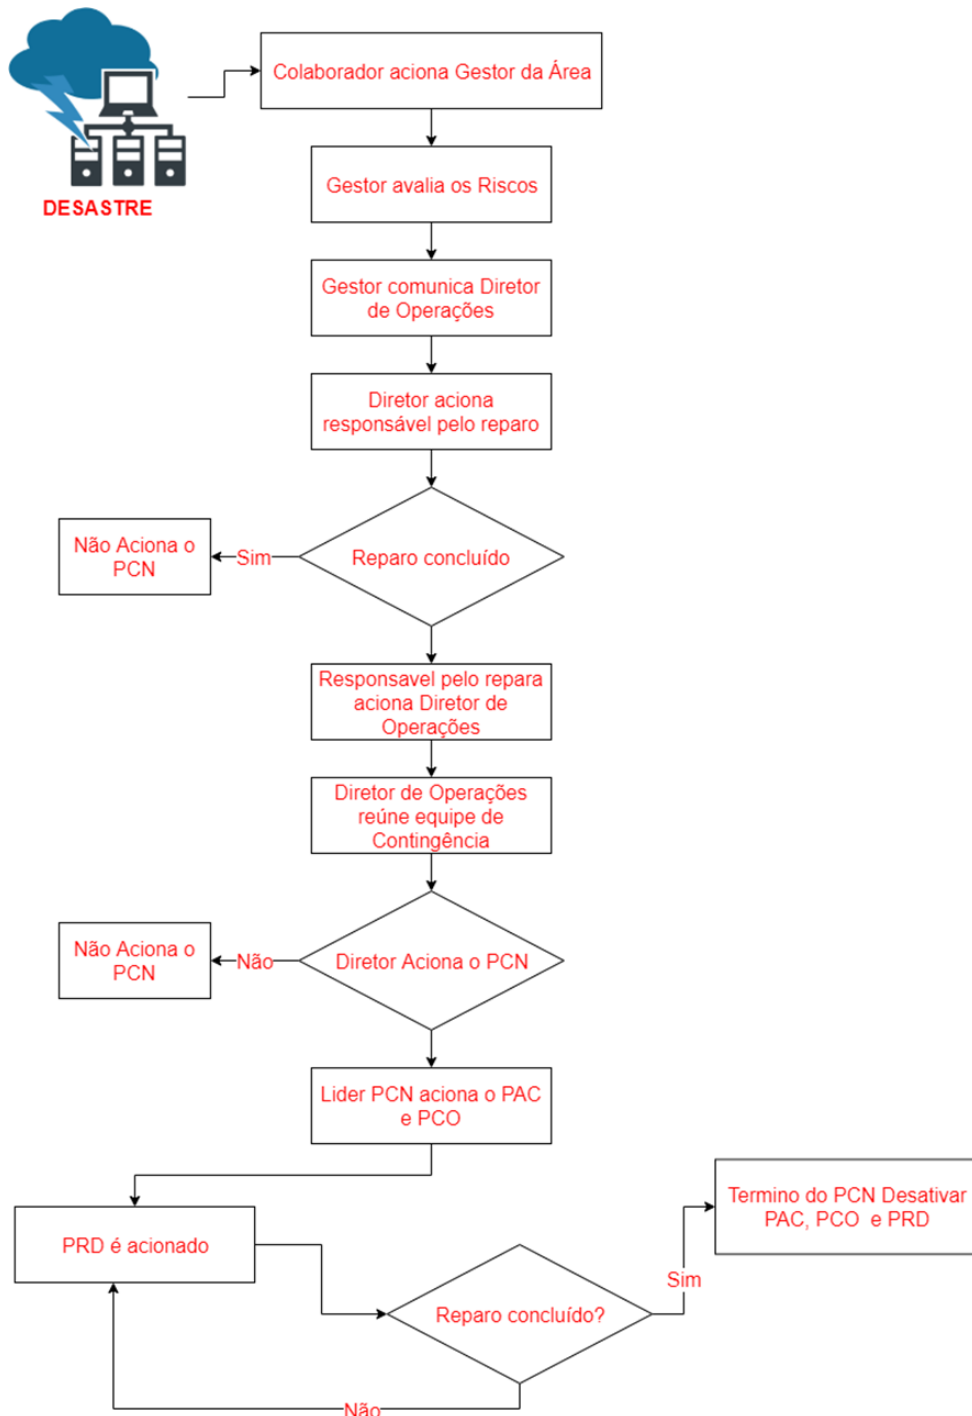 DESASTRE
Colaborador aciona Gestor da Área
Gestor avalia os Riscos
Gestor comunica Diretor
de Operações
Diretor aciona
responsável pelo reparo
Reparo concluído
Sim
Não Aciona o
PCN
Responsavel pelo repara
aciona Diretor de
Operações
Diretor de Operações
reúne equipe de
Contingência
Diretor Aciona o PCN
Não
Não Aciona o
PCN
Lider PCN aciona o PAC
e PCO
PRD é acionado
Reparo concluído?
Sim
Termino do PCN Desativar
PAC, PCO e PRD
Não